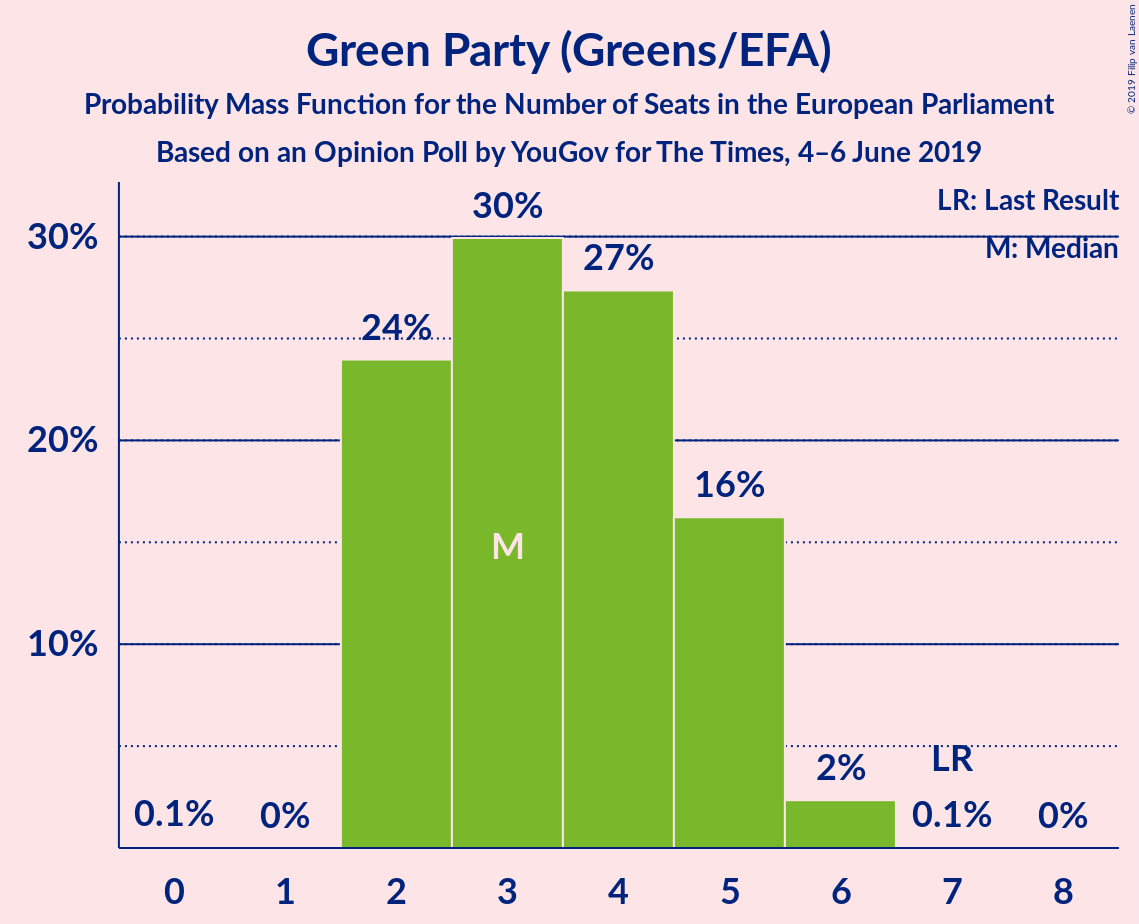 © 2019 Filip van Laenen
Green Party (Greens/EFA)
Probability Mass Function for the Number of Seats in the European Parliament
Based on an Opinion Poll by YouGov for The Times, 4–6 June 2019
LR: Last Result
M: Median
30%
20%
10%
0.1%
0%
24%
30%
M
27%
16%
2%
LR
0.1%
0%
0 1 2 3 4 5 6 7 8